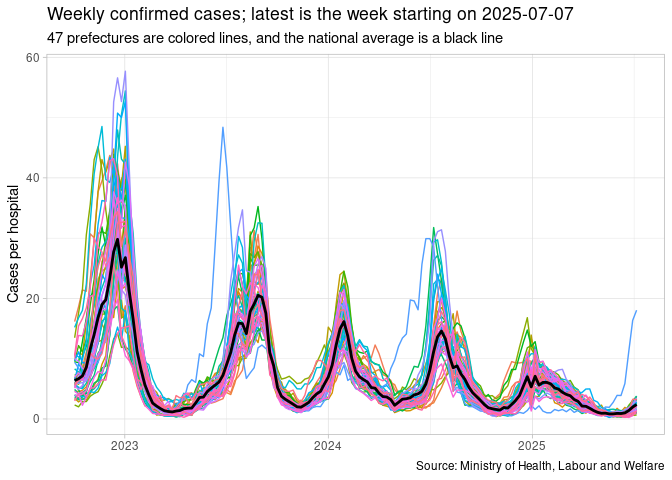 Weekly confirmed cases; latest is the week starting on 2025-07-07
47 prefectures are colored lines, and the national average is a black line
Cases per hospital
60
40
20
0
2023
2024
2025
Source: Ministry of Health, Labour and Welfare